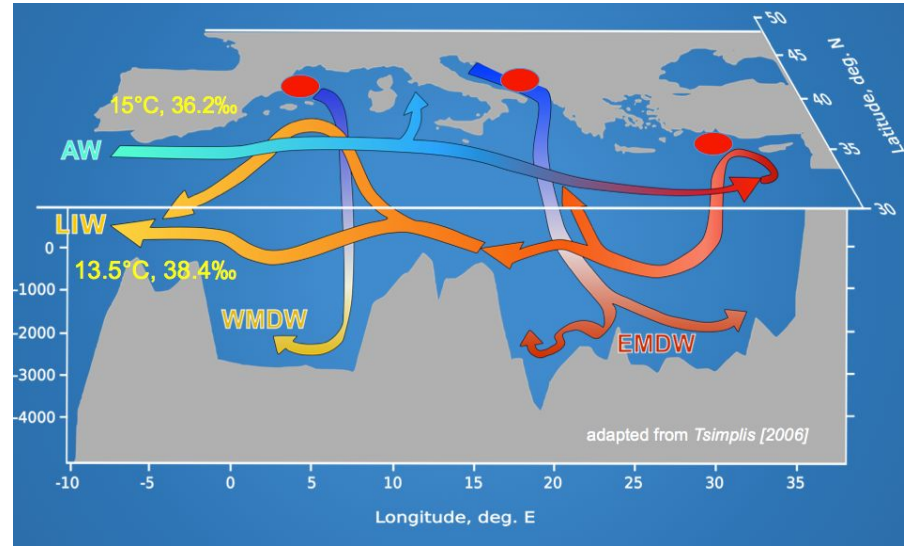 50
45
40
35
30
Latitude, deg. N
15°C, 36.2‰
AW
LIW
13.5°C, 38.4‰
WMDW
EMDW
0
-1000
-2000
-3000
-4000
adapted from Tsimplis [2006]
-10 -5 0 5 10 15 20 25 30 35
Longitude, deg. E